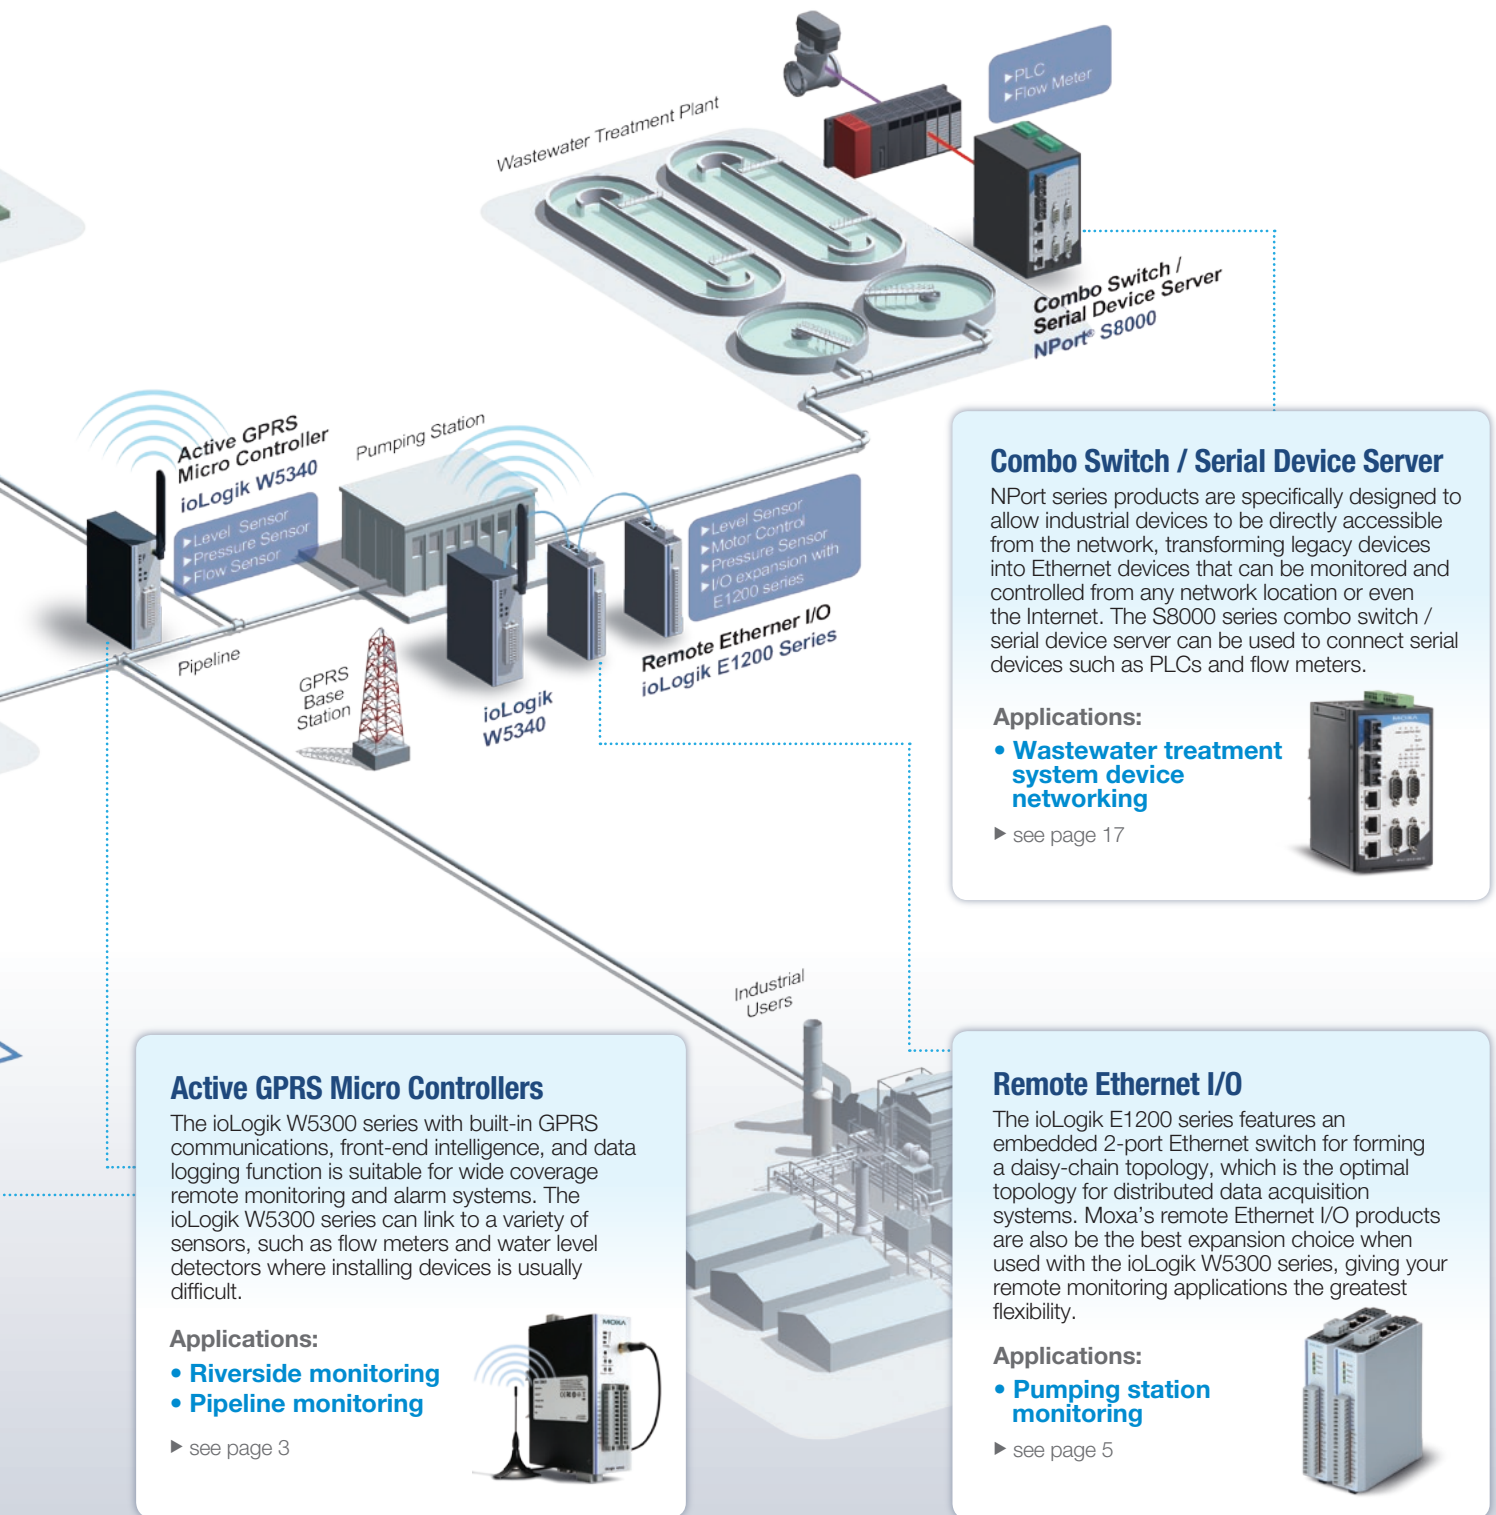 ►PLC
►Flow Meter
Wastewater Treatment Plant
Combo Switch /
Serial Device Server
NPort® S8000
Active GPRS
Micro Controller
ioLogik W5340
►Level Sensor
►Pressure Sensor
►Flow Sensor
Pumping Station
►Level Sensor
►Motor Control
►Pressure Sensor
►I/O expansion with
E1200 series
Remote Etherner I/O
ioLogik E1200 Series
Pipeline
GPRS
Base
Station
ioLogik
W5340
Combo Switch / Serial Device Server
NPort series products are specifically designed to
allow industrial devices to be directly accessible
from the network, transforming legacy devices
into Ethernet devices that can be monitored and
controlled from any network location or even
the Internet. The S8000 series combo switch /
serial device server can be used to connect serial
devices such as PLCs and flow meters.
Applications:
• Wastewater treatment
system device
networking
► see page 17
MOXA
Industrial
Users
Active GPRS Micro Controllers
The ioLogik W5300 series with built-in GPRS
communications, front-end intelligence, and data
logging function is suitable for wide coverage
remote monitoring and alarm systems. The
ioLogik W5300 series can link to a variety of
sensors, such as flow meters and water level
detectors where installing devices is usually
difficult.
Applications:
• Riverside monitoring
• Pipeline monitoring
► see page 3
MOXA
Remote Ethernet I/O
The ioLogik E1200 series features an
embedded 2-port Ethernet switch for forming
a daisy-chain topology, which is the optimal
topology for distributed data acquisition
systems. Moxa's remote Ethernet I/O products
are also be the best expansion choice when
used with the ioLogik W5300 series, giving your
remote monitoring applications the greatest
flexibility.
Applications:
• Pumping station
monitoring
► see page 5